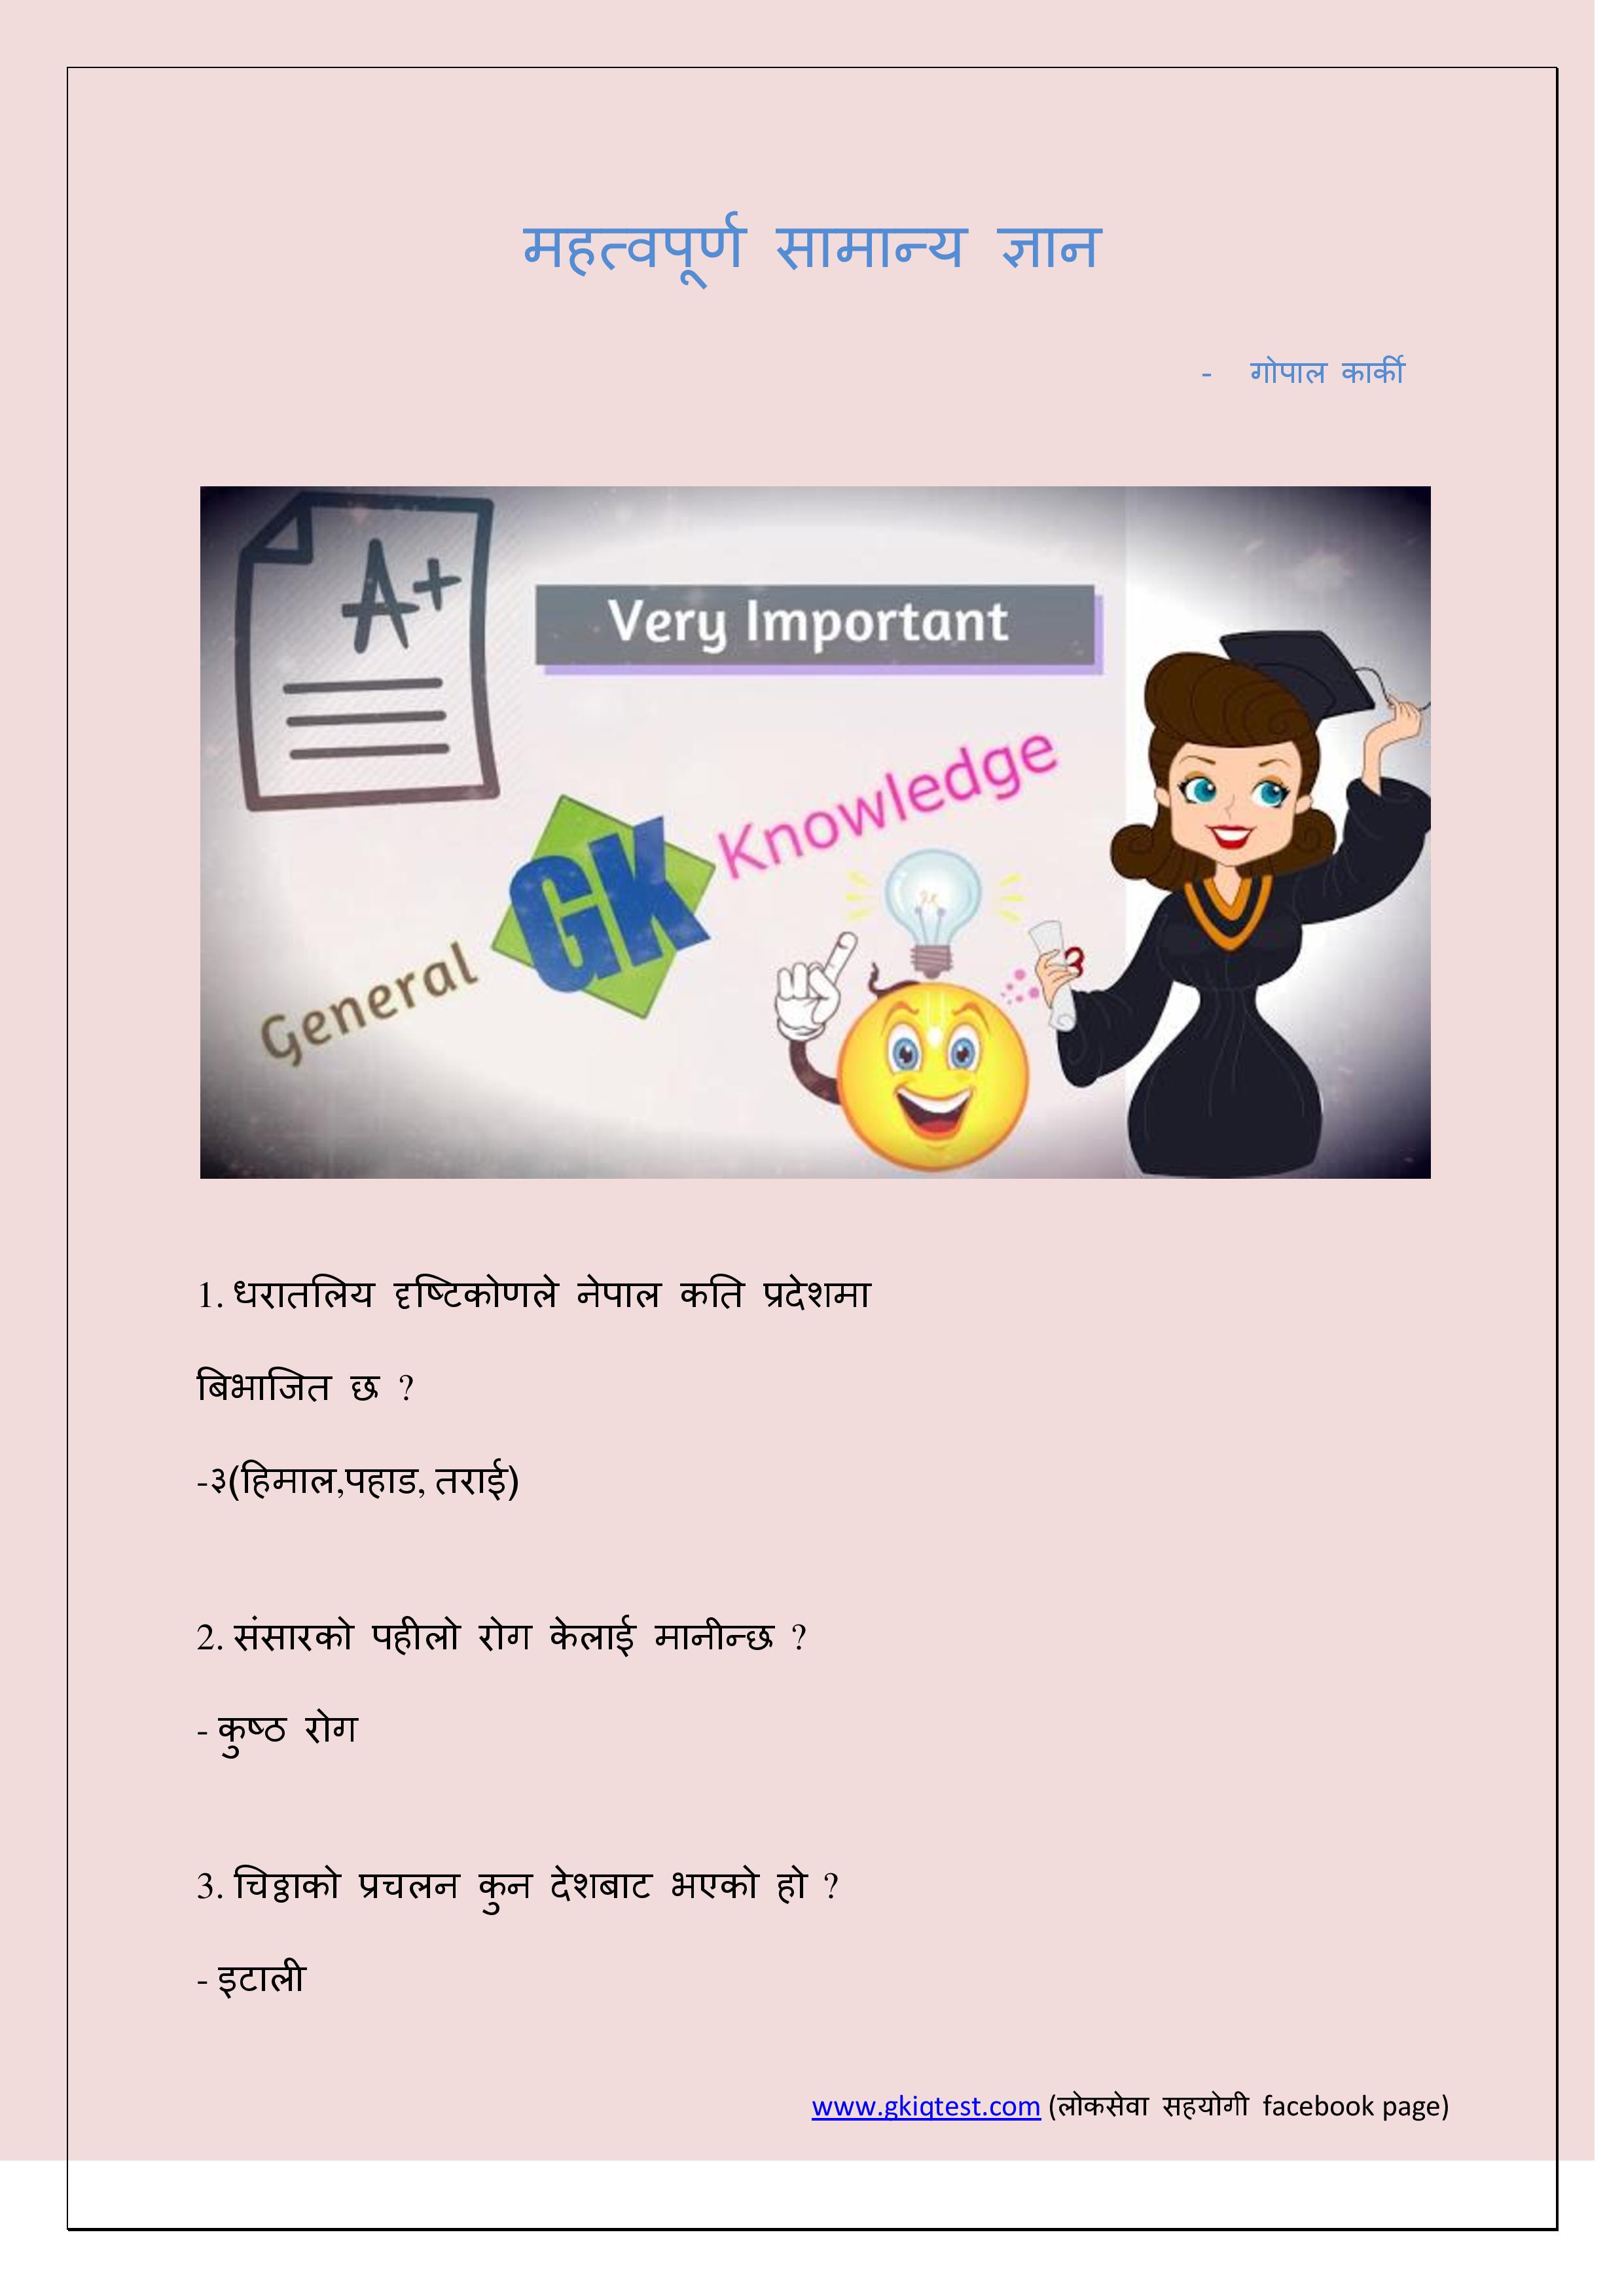 महत्वपूर्ण सामान्य ज्ञान
- गोपाल कार्की
A+
Very Important
General GK Knowledge
1. धरातलिय दृष्टिकोणले नेपाल कति प्रदेशमा
बिभाजित छ ?
-३(हिमाल,पहाड, तराई)
2. संसारको पहीलो रोग केलाई मानीन्छ ?
- कुष्ठ रोग
3. चिठ्ठाको प्रचलन कुन देशबाट भएको हो ?
- इटाली
www.gkiqtest.com (लोकसेवा सहयोगी facebook page)